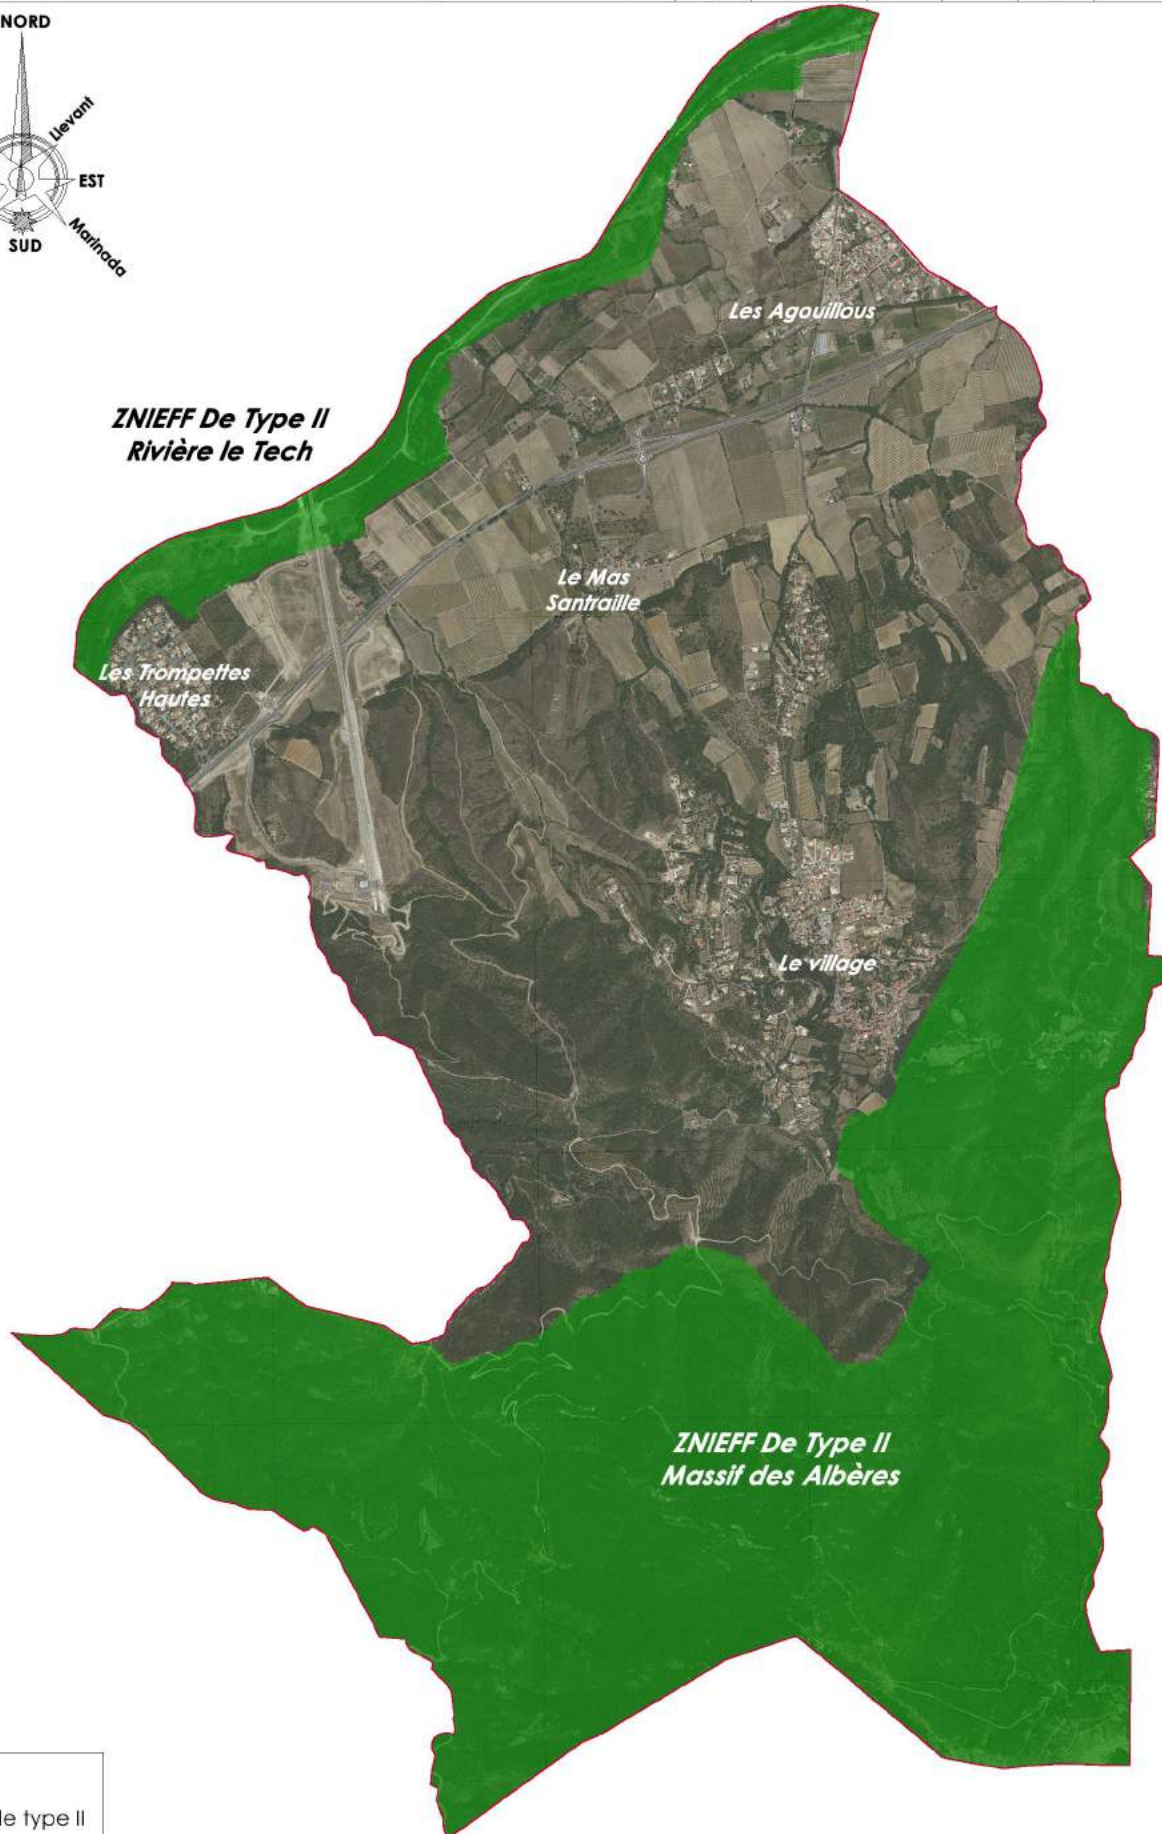 NORD
Llevant
EST
Marinada
SUD
Les Agouillous
ZNIEFF De Type II
Rivière le Tech
Le Mas
Santraille
Les Trompettes
Hautes
Le village
ZNIEFF De Type II
Massif des Albères
de type II